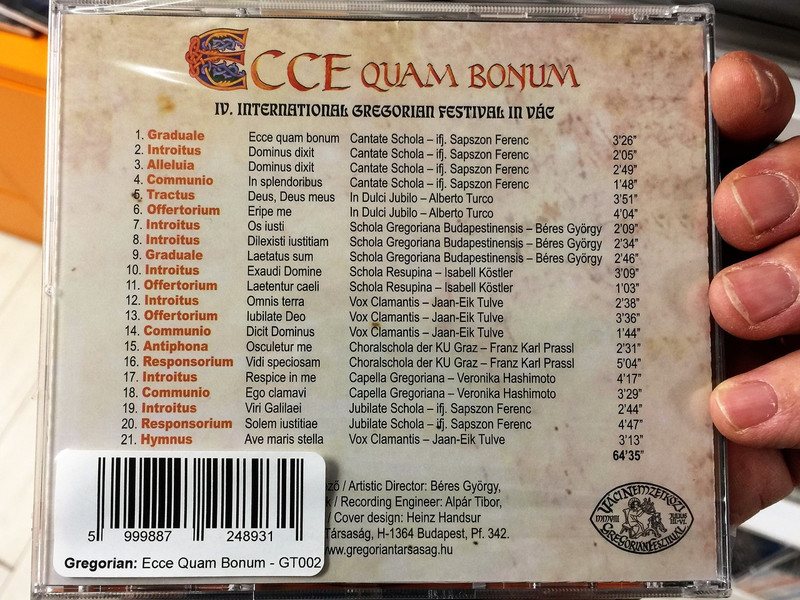 ECCE QUAM BONUM
IV. INTERNATIONAL GREGORIAN FESTIVAL IN VÁC
1. Graduale Ecce quam bonum Cantate Schola – ifj. Sapszon Ferenc 3'26"
2. Introitus Dominus dixit Cantate Schola – ifj. Sapszon Ferenc 2'05"
3. Alleluia Dominus dixit Cantate Schola – ifj. Sapszon Ferenc 2'49"
4. Communio In splendoribus Cantate Schola – ifj. Sapszon Ferenc 1'48"
5. Tractus Deus, Deus meus In Dulci Jubilo – Alberto Turco 3'51"
6. Offertorium Eripe me In Dulci Jubilo – Alberto Turco 4'04"
7. Introitus Os iusti Schola Gregoriana Budapestinensis – Béres György 2'09"
8. Introitus Dilexisti iustitiam Schola Gregoriana Budapestinensis – Béres György 2'34"
9. Graduale Laetatus sum Schola Gregoriana Budapestinensis – Béres György 2'46"
10. Introitus Exaudi Domine Schola Resupina – Isabell Köstler 3'09"
11. Offertorium Laetentur caeli Schola Resupina – Isabell Köstler 1'03"
12. Introitus Omnis terra Vox Clamantis – Jaan-Eik Tulve 2'38"
13. Offertorium Iubilate Deo Vox Clamantis – Jaan-Eik Tulve 3'36"
14. Communio Dicit Dominus Vox Clamantis – Jaan-Eik Tulve 1'44"
15. Antiphona Osculetur me Choralschola der KU Graz – Franz Karl Prassl 2'31"
16. Responsorium Vidi speciosam Choralschola der KU Graz – Franz Karl Prassl 5'04"
17. Introitus Respice in me Capella Gregoriana – Veronika Hashimoto 4'17"
18. Communio Ego clamavi Capella Gregoriana – Veronika Hashimoto 3'29"
19. Introitus Viri Galilaei Jubilate Schola – ifj. Sapszon Ferenc 2'44"
20. Responsorium Solem iustitiae Jubilate Schola – ifj. Sapszon Ferenc 4'47"
21. Hymnus Ave maris stella Vox Clamantis – Jaan-Eik Tulve 3'13"
64'35"
/ Artistic Director: Béres György,
/ Recording Engineer: Alpár Tibor,
/ Cover design: Heinz Handsur
Társaság, H-1364 Budapest, Pf. 342.
www.gregoriantarsasag.hu
VÁCI NEMZETKÖZI
GREGORIÁN FESZTIVÁL
5 999887 248931
Gregorian: Ecce Quam Bonum - GT002